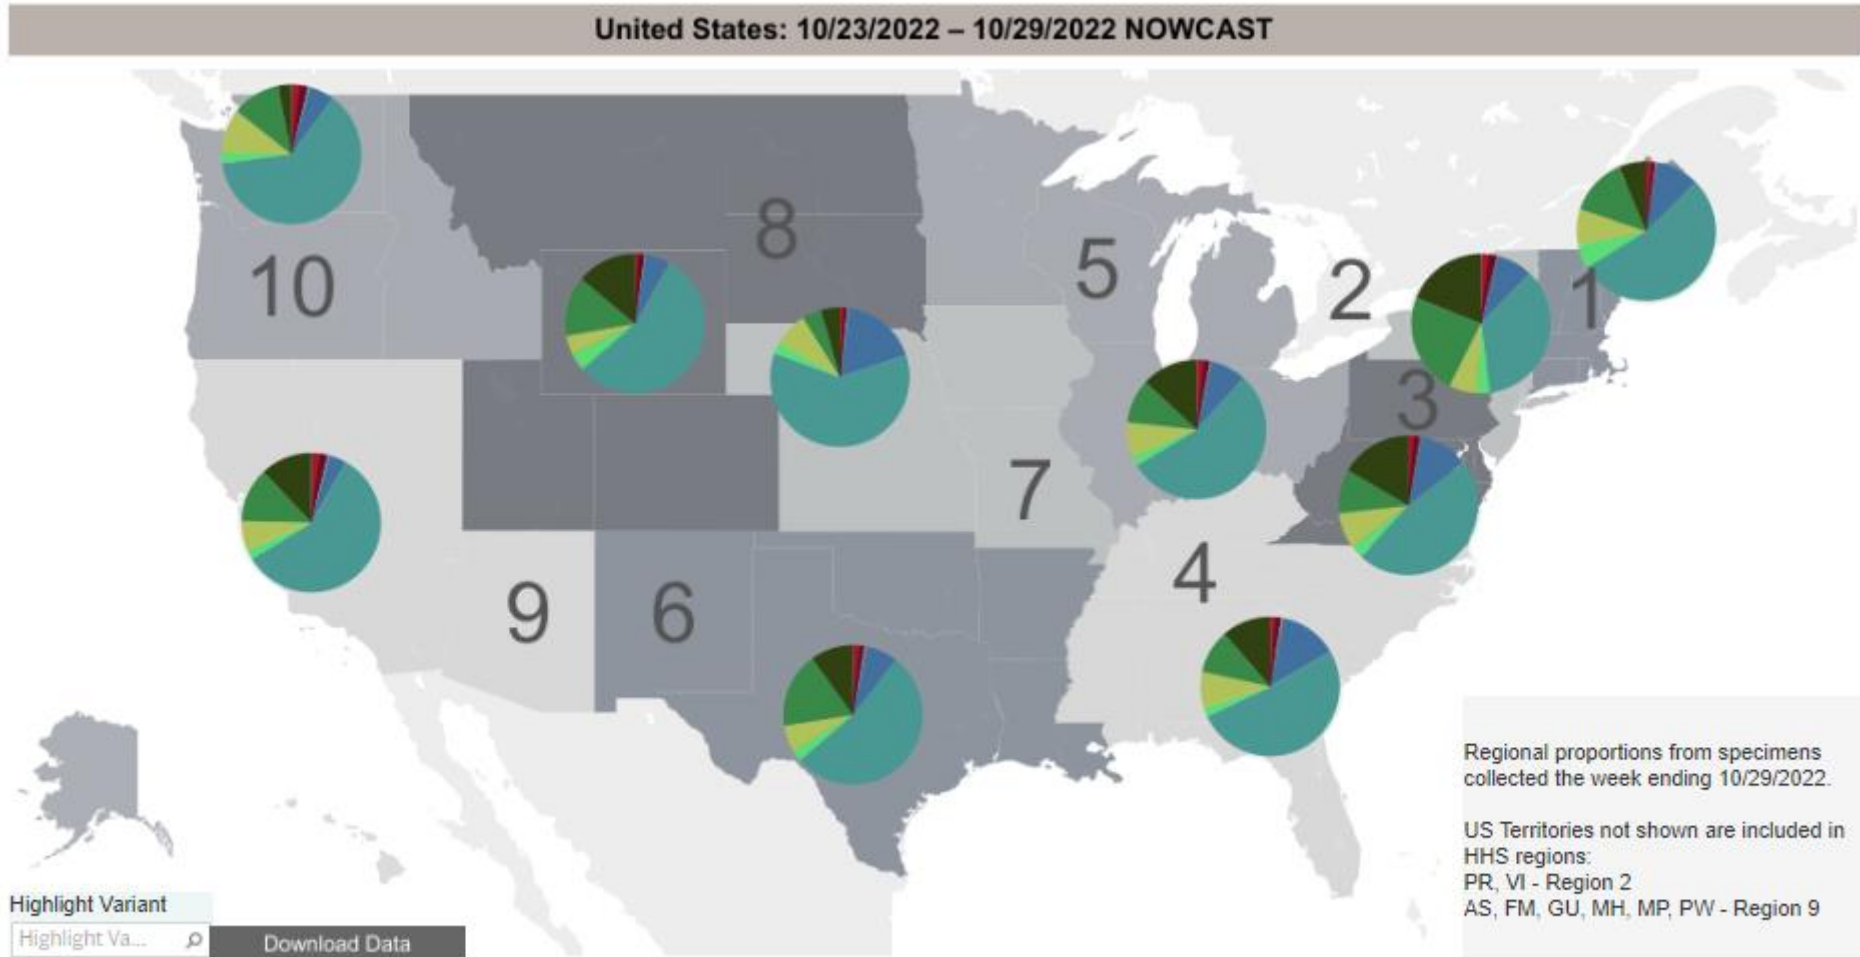 United States: 10/23/2022 – 10/29/2022 NOWCAST
8
10
5
2
1
3
7
4
9
6
Regional proportions from specimens
collected the week ending 10/29/2022.
US Territories not shown are included in
HHS regions:
PR, VI - Region 2
AS, FM, GU, MH, MP, PW - Region 9
Highlight Variant
Highlight Va...
Download Data